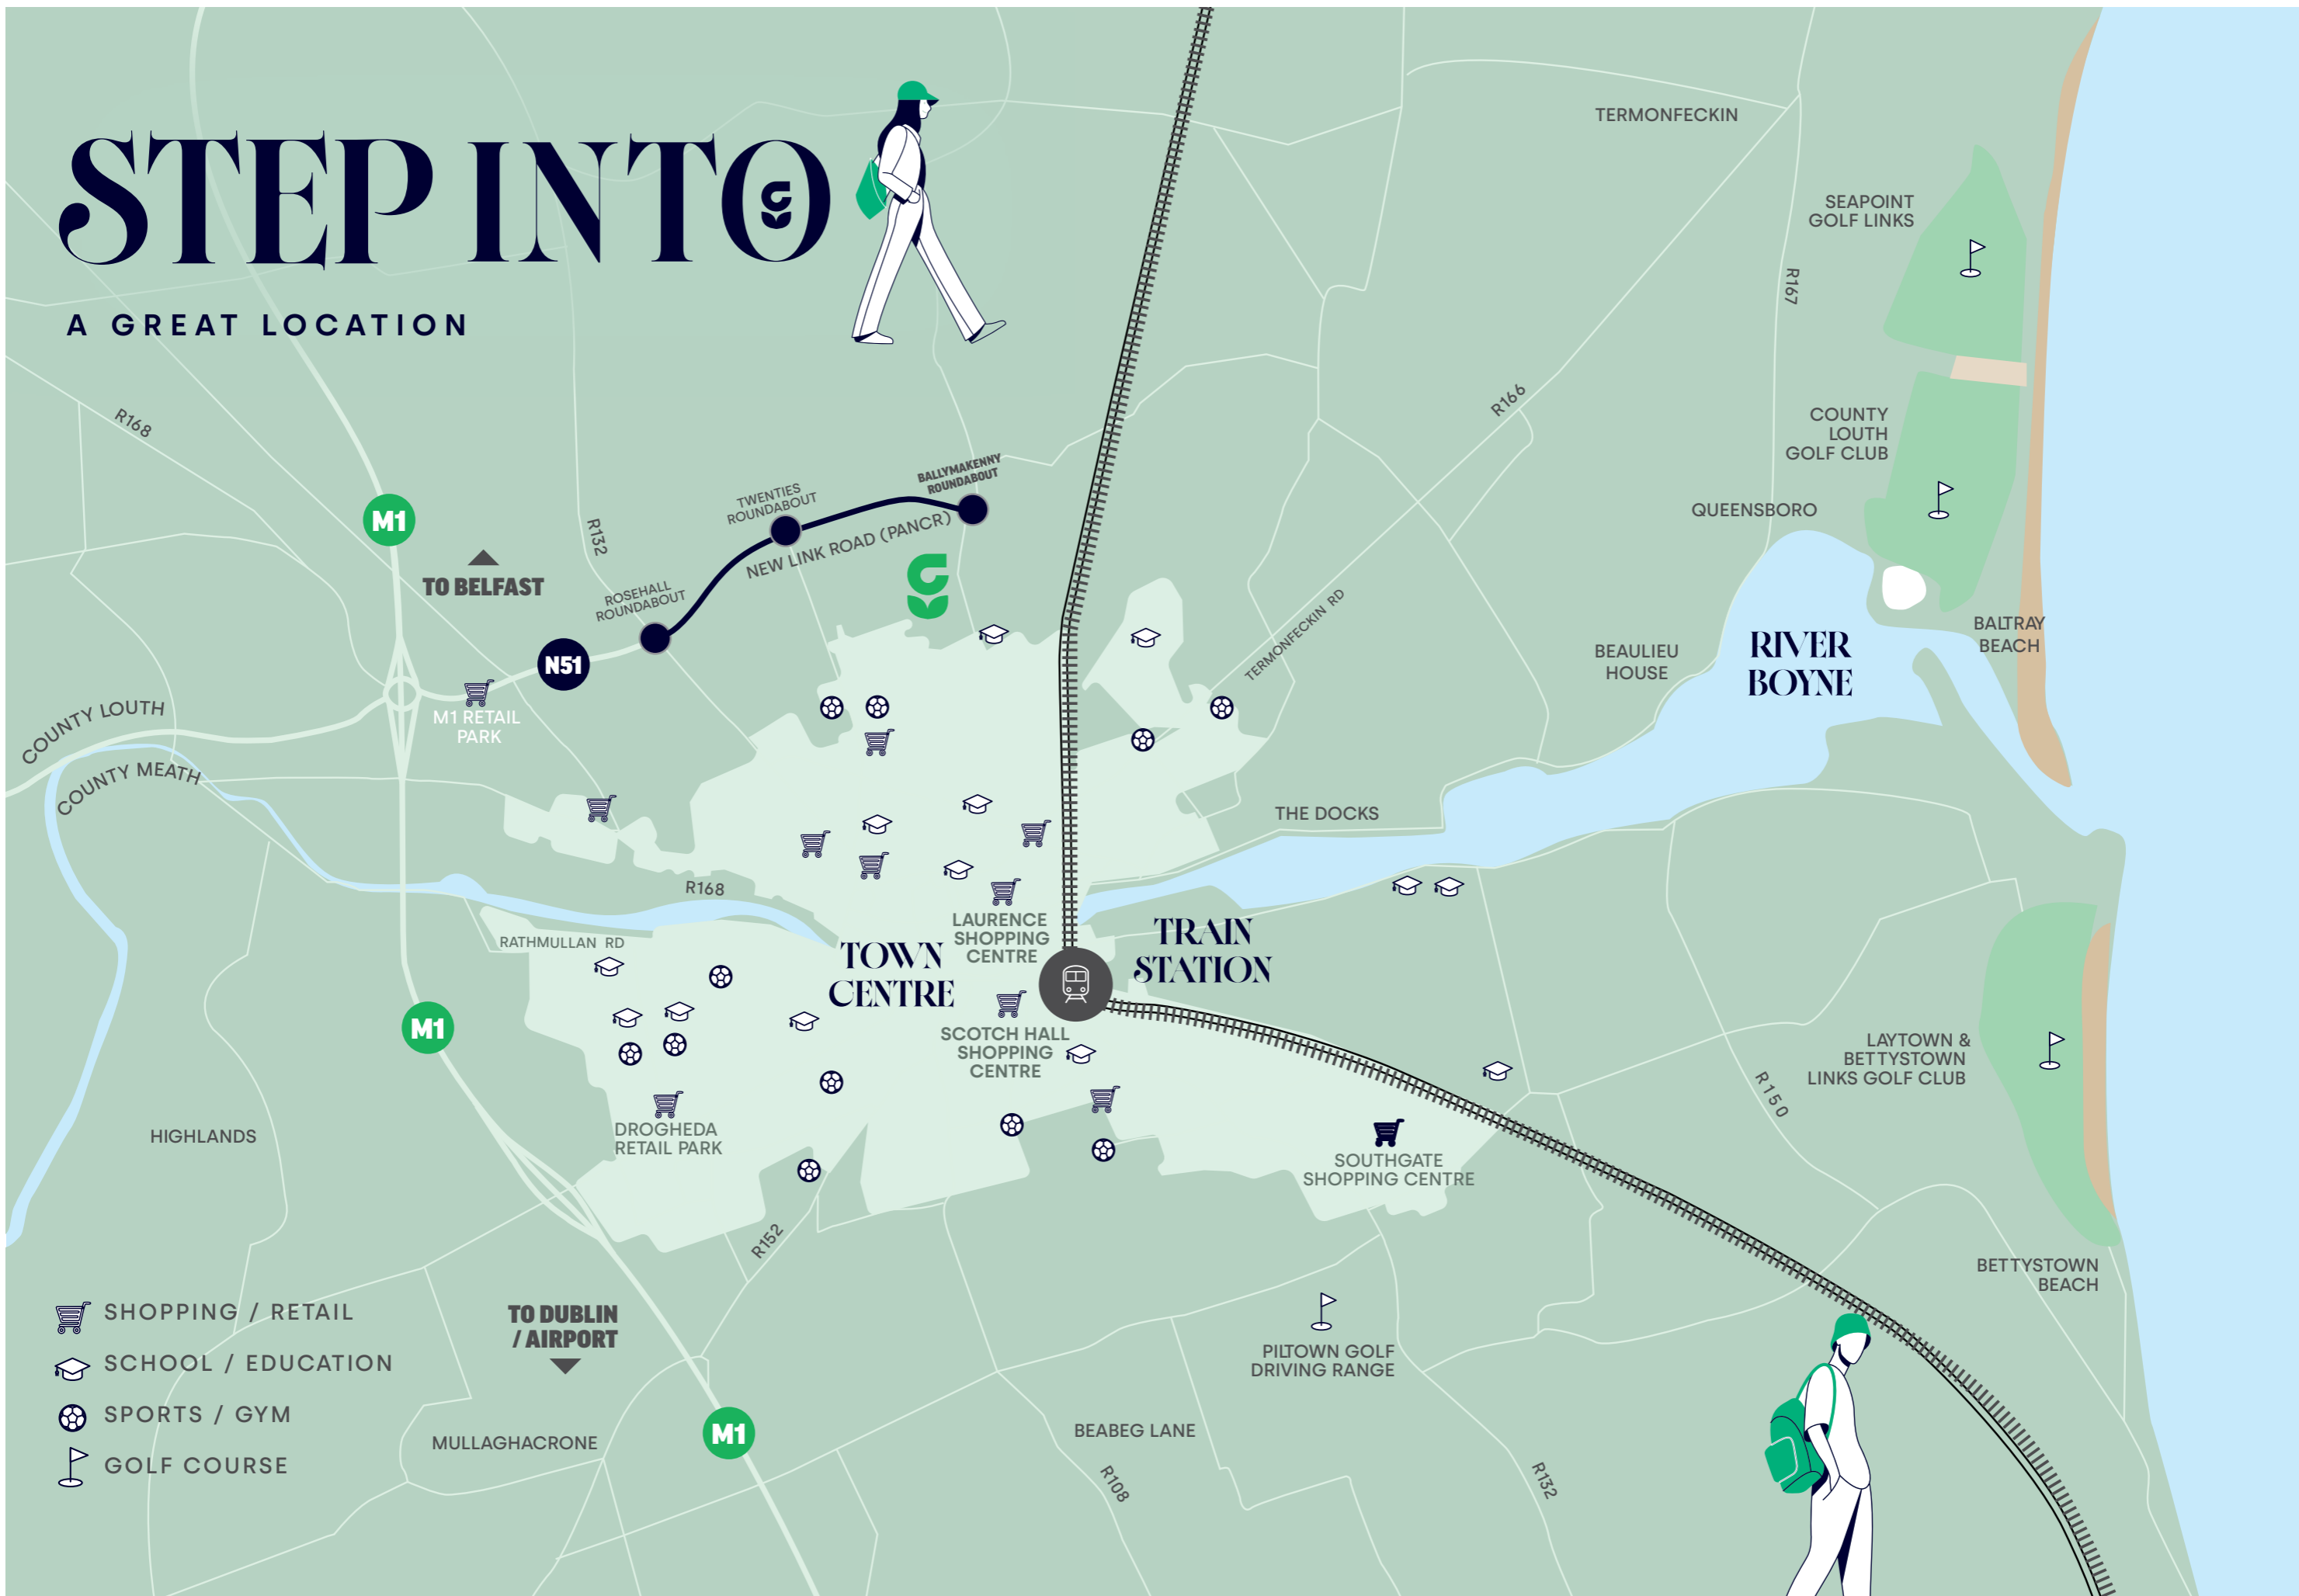 STEP INTO
A GREAT LOCATION
TERMONFECKIN
SEAPOINT
GOLF LINKS
R167
R168
R166
COUNTY
LOUTH
GOLF CLUB
BALLYMAKENNY
ROUNDABOUT
TWENTIES
ROUNDABOUT
NEW LINK ROAD (PANCR)
QUEENSBORO
M1
R132
TO BELFAST
ROSEHALL
ROUNDABOUT
N51
TERMONFECKIN RD
BALTRAY
BEACH
BEAULIEU
HOUSE
RIVER
BOYNE
M1 RETAIL
PARK
COUNTY LOUTH
COUNTY MEATH
THE DOCKS
R168
LAURENCE
SHOPPING
CENTRE
TRAIN
STATION
RATHMULLAN RD
TOWN
CENTRE
M1
SCOTCH HALL
SHOPPING
CENTRE
LAYTOWN &
BETTYSTOWN
LINKS GOLF CLUB
R150
HIGHLANDS
DROGHEDA
RETAIL PARK
SOUTHGATE
SHOPPING CENTRE
R152
BETTYSTOWN
BEACH
SHOPPING / RETAIL
SCHOOL / EDUCATION
SPORTS / GYM
GOLF COURSE
TO DUBLIN
/ AIRPORT
PILTOWN GOLF
DRIVING RANGE
M1
MULLAGHACRONE
BEABEG LANE
R108
R132